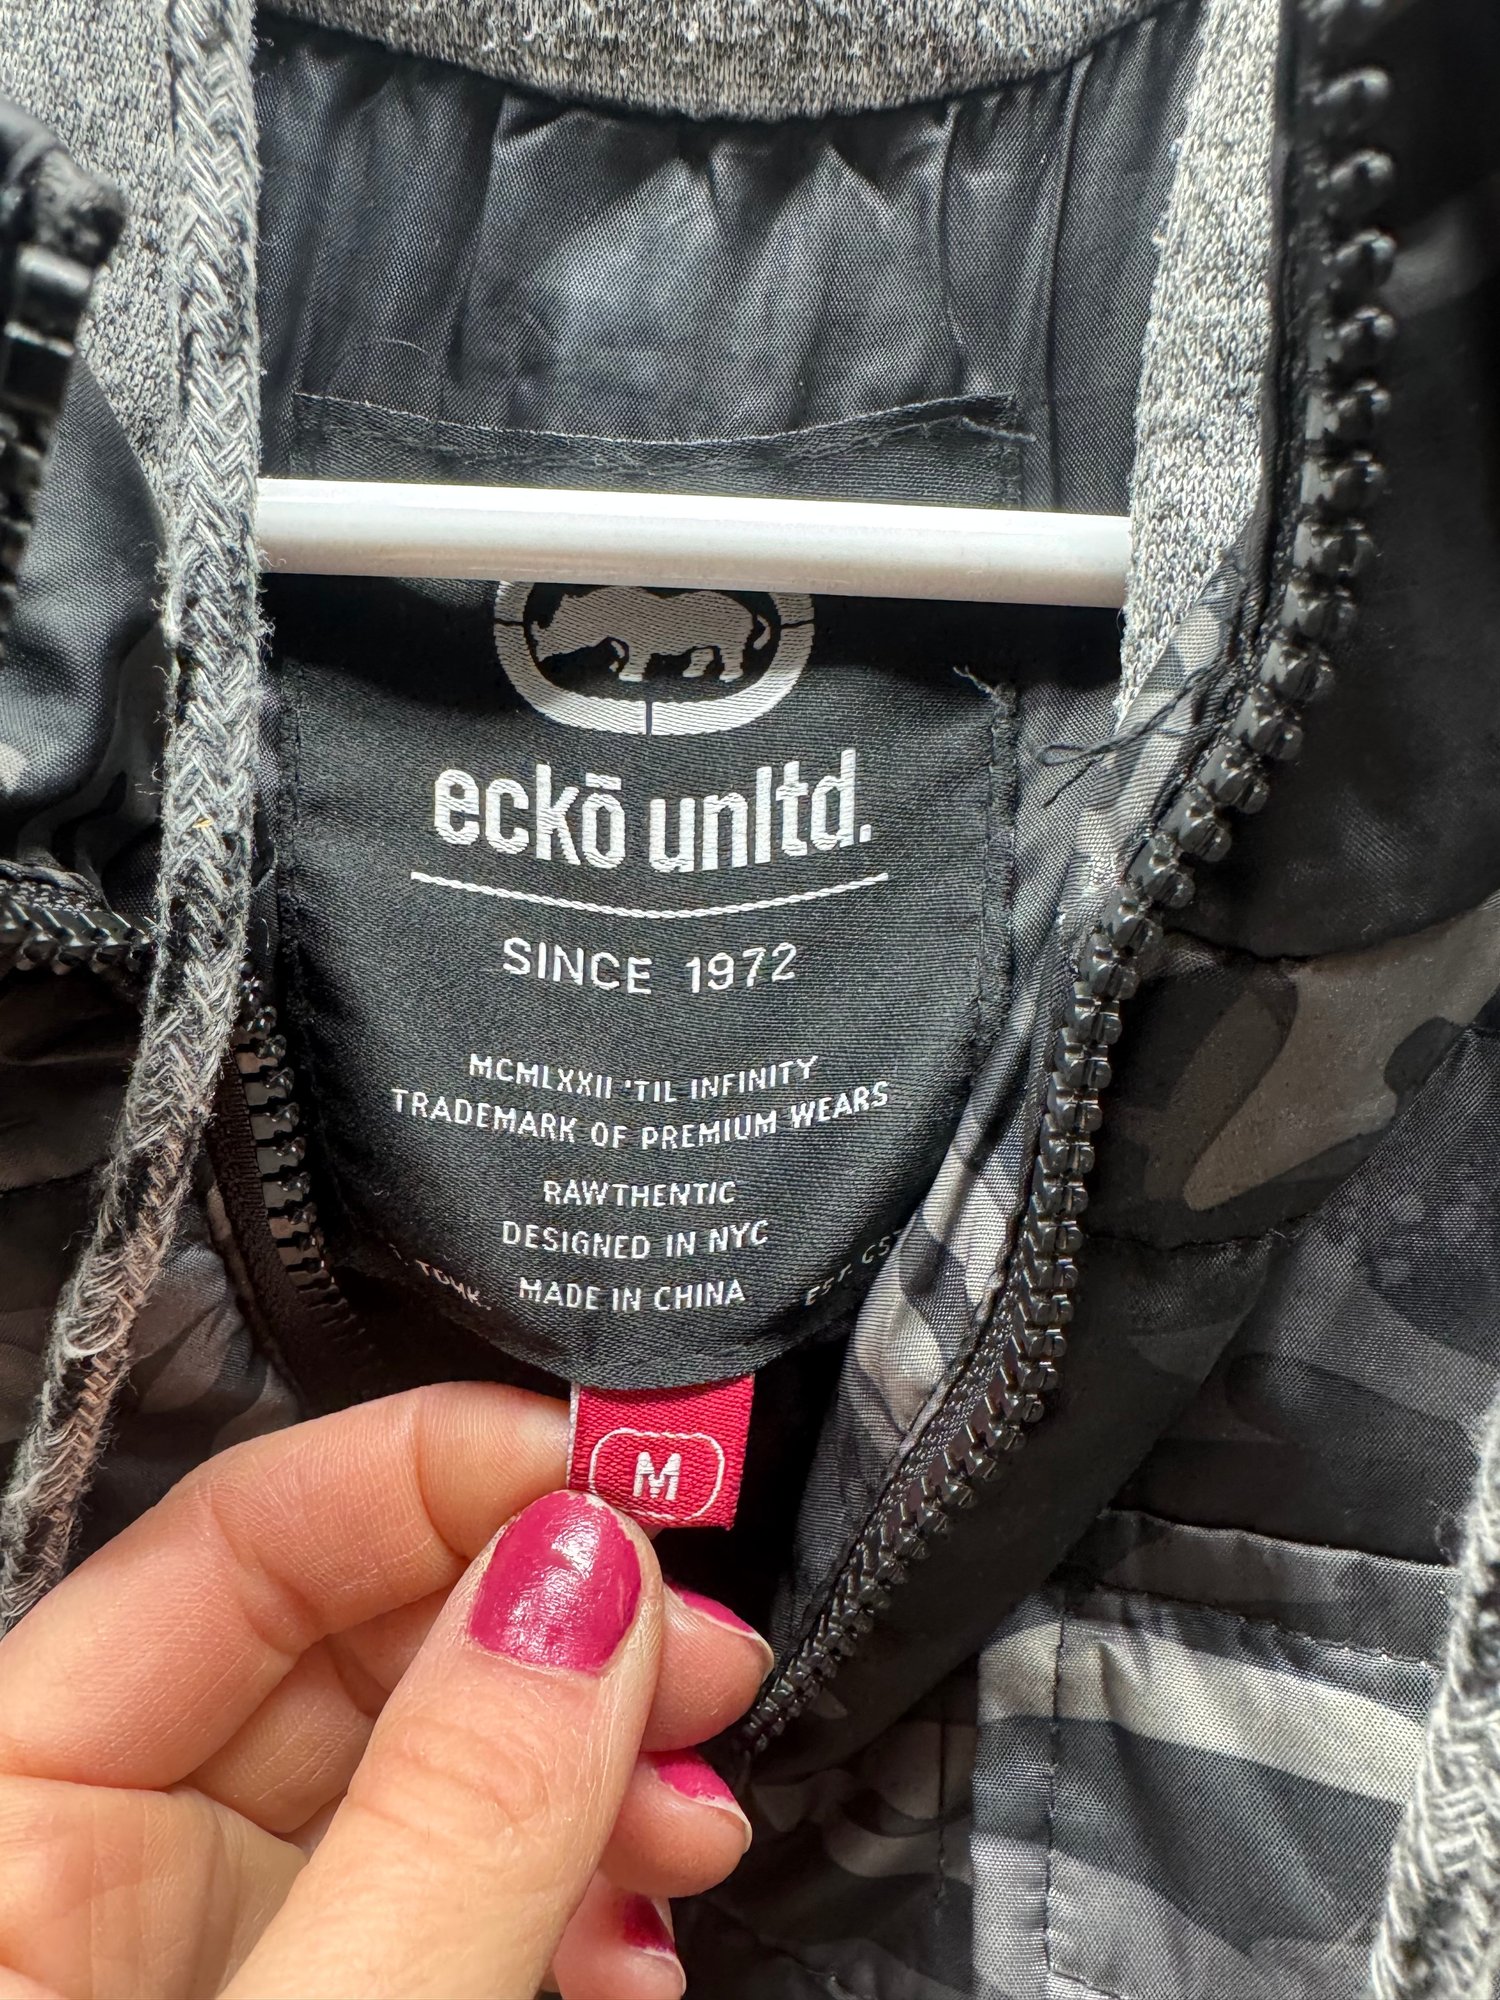 eckō unltd.
SINCE 1972
MCMLXXII 'TIL INFINITY
TRADEMARK OF PREMIUM WEARS
RAWTHENTIC
DESIGNED IN NYC
MADE IN CHINA
M